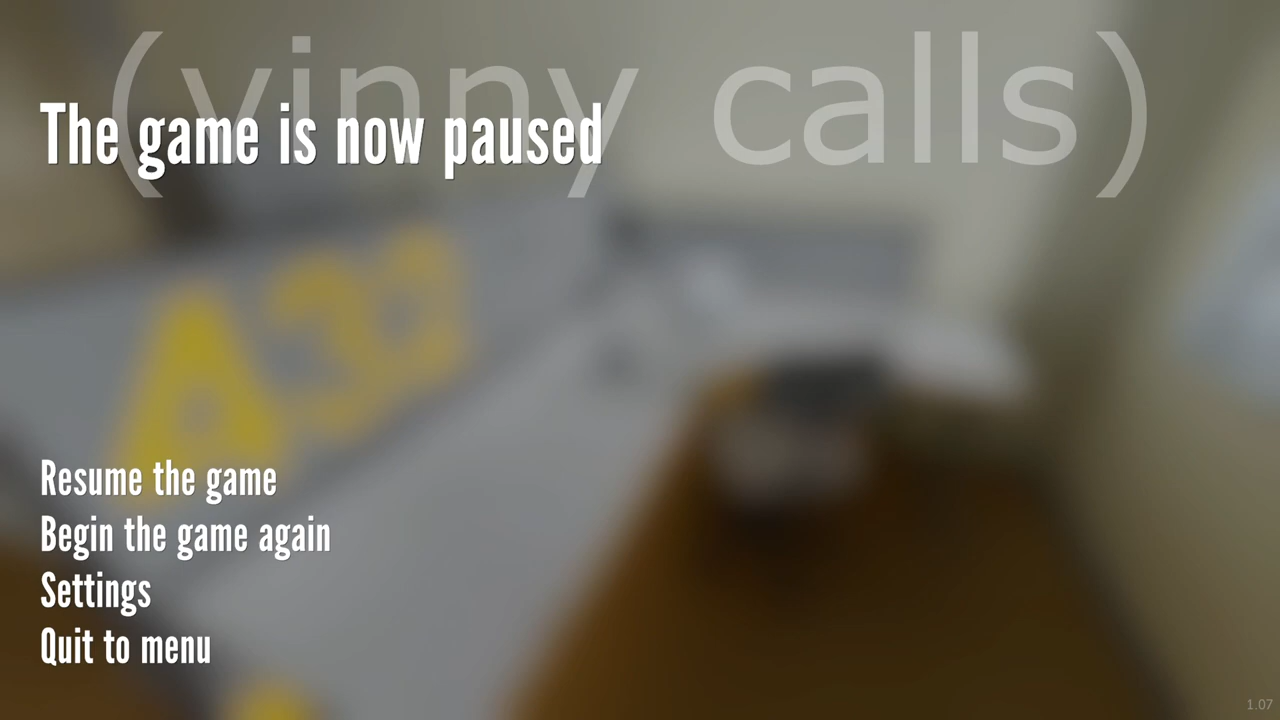 (vinny calls)
The game is now paused
A32
Resume the game
Begin the game again
Settings
Quit to menu
1.07